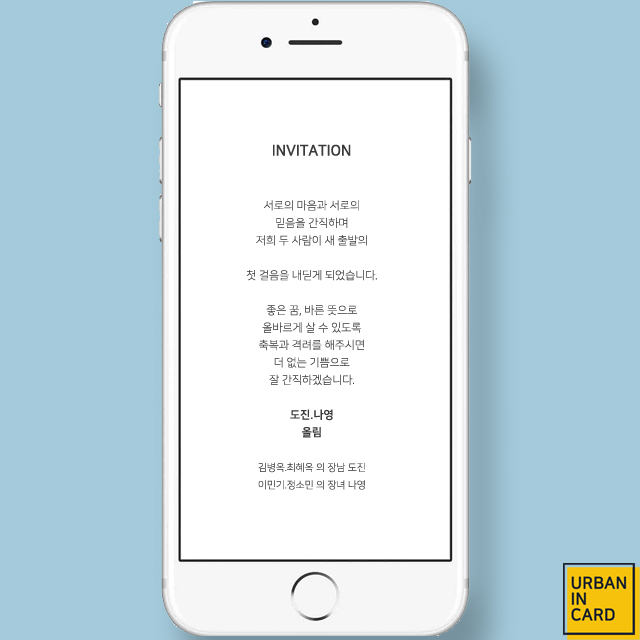 INVITATION
서로의 마음과 서로의
믿음을 간직하며
저희 두 사람이 새 출발의
첫 걸음을 내딛게 되었습니다.
좋은 꿈, 바른 뜻으로
올바르게 살 수 있도록
축복과 격려를 해주시면
더 없는 기쁨으로
잘 간직하겠습니다.
도진.나영
올림
김병옥.최혜옥 의 장남 도진
이민기.정소민 의 장녀 나영
URBAN
IN
CARD